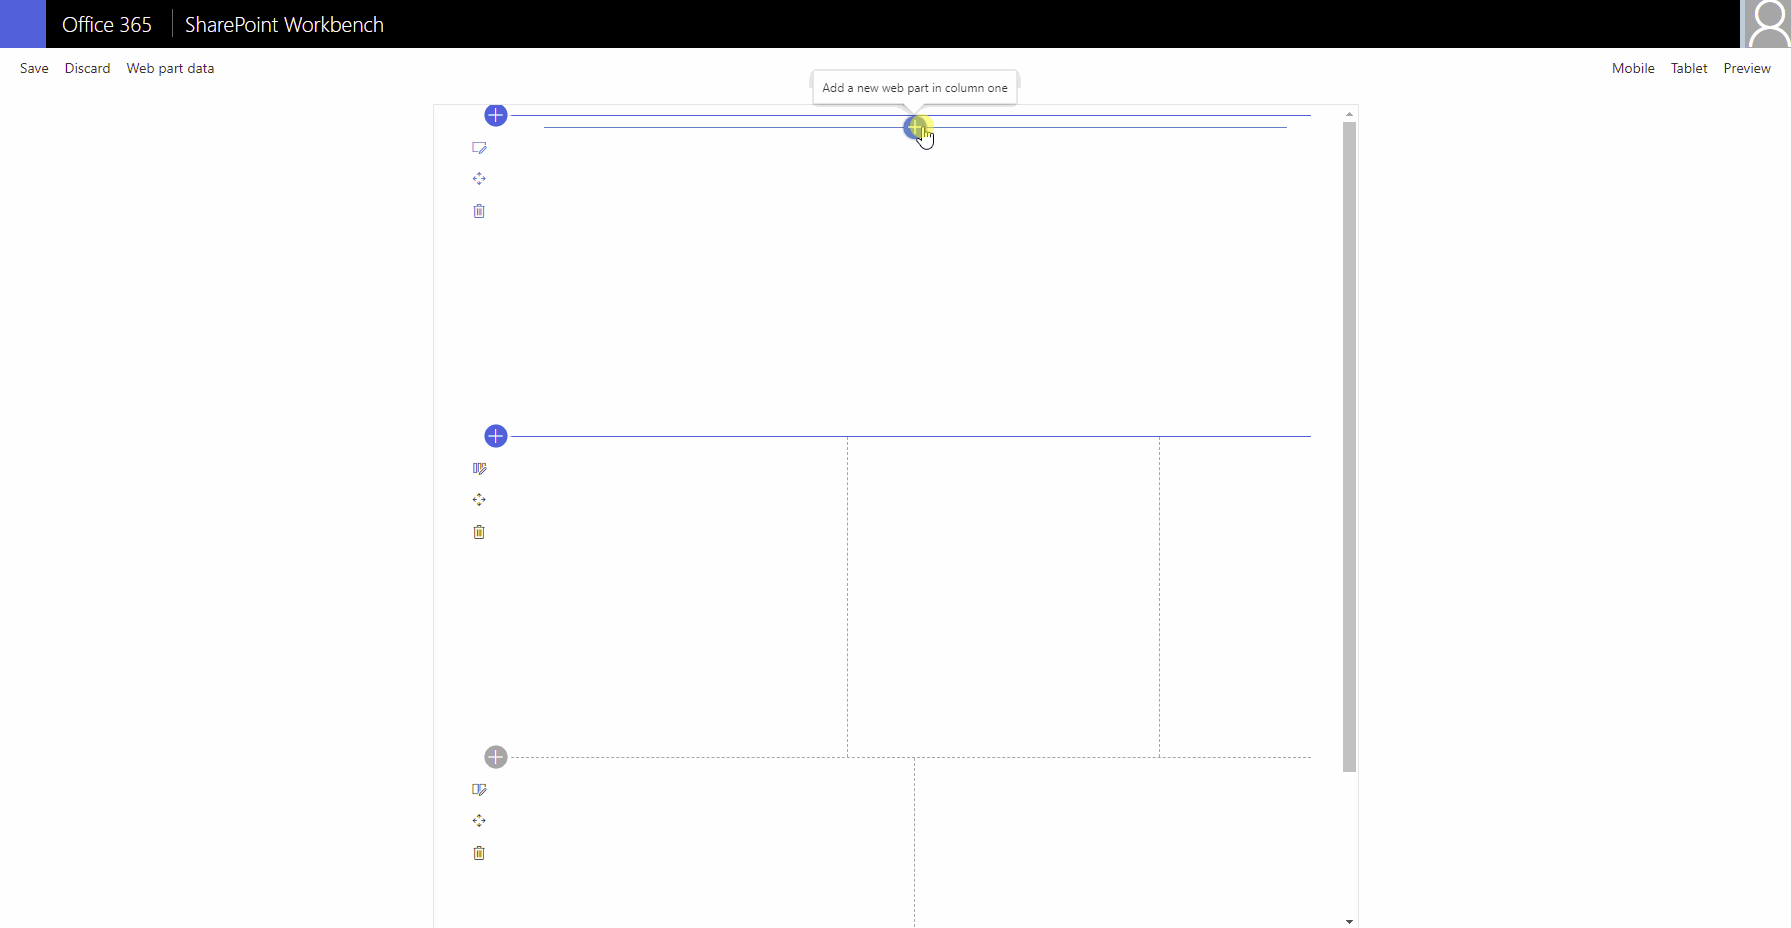 Office 365
SharePoint Workbench
Save
Discard
Web part data
Mobile
Tablet
Preview
Add a new web part in column one